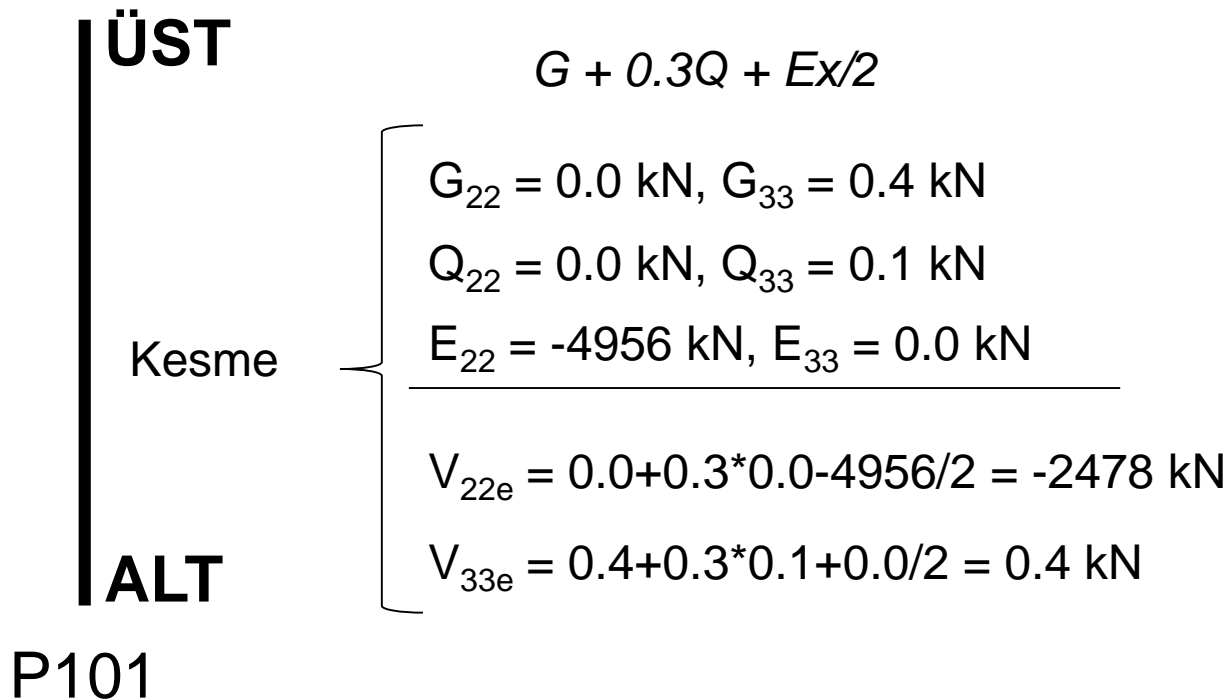 ÜST
G + 0.3Q + Ex/2
G₂₂ = 0.0 kN, G₃₃ = 0.4 kN
Q₂₂ = 0.0 kN, Q₃₃ = 0.1 kN
E₂₂ = -4956 kN, E₃₃ = 0.0 kN
Kesme
V₂₂ₑ = 0.0+0.3*0.0-4956/2 = -2478 kN
V₃₃ₑ = 0.4+0.3*0.1+0.0/2 = 0.4 kN
ALT
P101